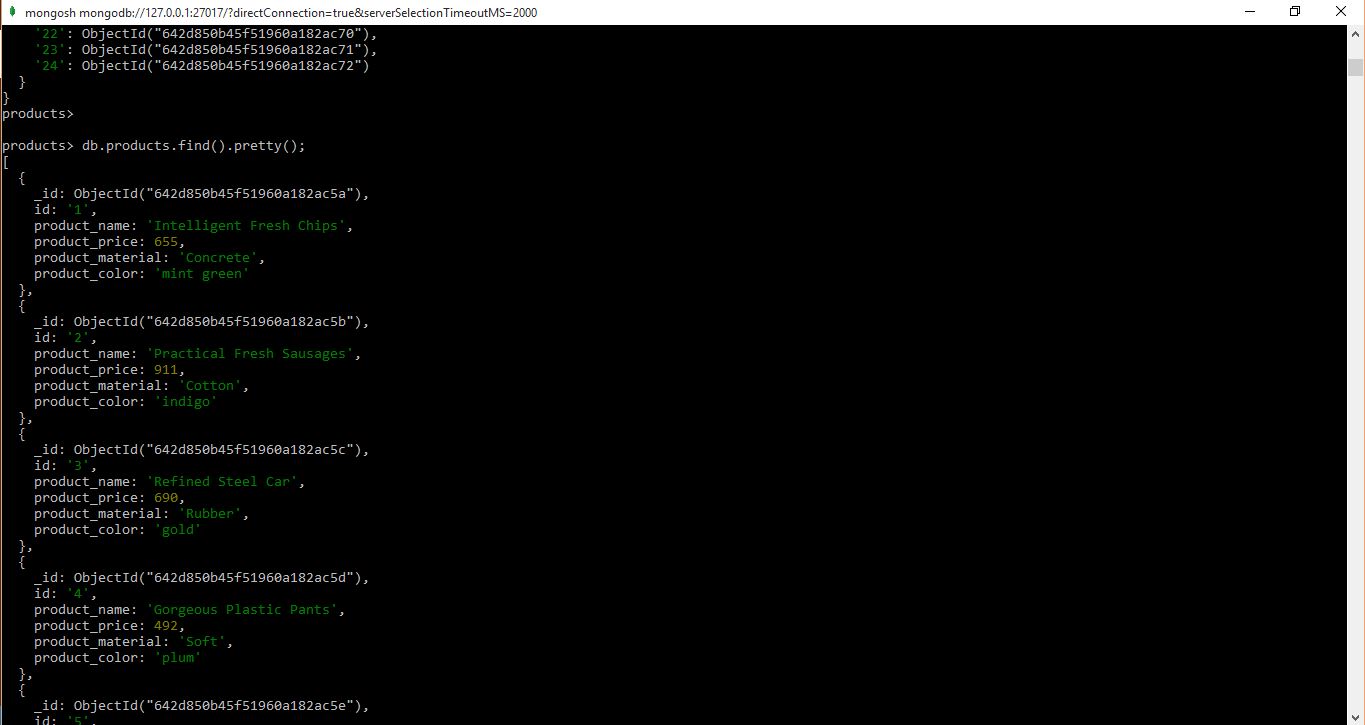 mongosh mongodb://127.0.0.1:27017/?directConnection=true&serverSelectionTimeoutMS=2000
    '22': ObjectId("642d850b45f51960a182ac70"),
    '23': ObjectId("642d850b45f51960a182ac71"),
    '24': ObjectId("642d850b45f51960a182ac72")
  }
}
products>
products> db.products.find().pretty();
[
  {
    _id: ObjectId("642d850b45f51960a182ac5a"),
    id: '1',
    product_name: 'Intelligent Fresh Chips',
    product_price: 655,
    product_material: 'Concrete',
    product_color: 'mint green'
  },
  {
    _id: ObjectId("642d850b45f51960a182ac5b"),
    id: '2',
    product_name: 'Practical Fresh Sausages',
    product_price: 911,
    product_material: 'Cotton',
    product_color: 'indigo'
  },
  {
    _id: ObjectId("642d850b45f51960a182ac5c"),
    id: '3',
    product_name: 'Refined Steel Car',
    product_price: 690,
    product_material: 'Rubber',
    product_color: 'gold'
  },
  {
    _id: ObjectId("642d850b45f51960a182ac5d"),
    id: '4',
    product_name: 'Gorgeous Plastic Pants',
    product_price: 492,
    product_material: 'Soft',
    product_color: 'plum'
  },
  {
    _id: ObjectId("642d850b45f51960a182ac5e"),
    id: '5',